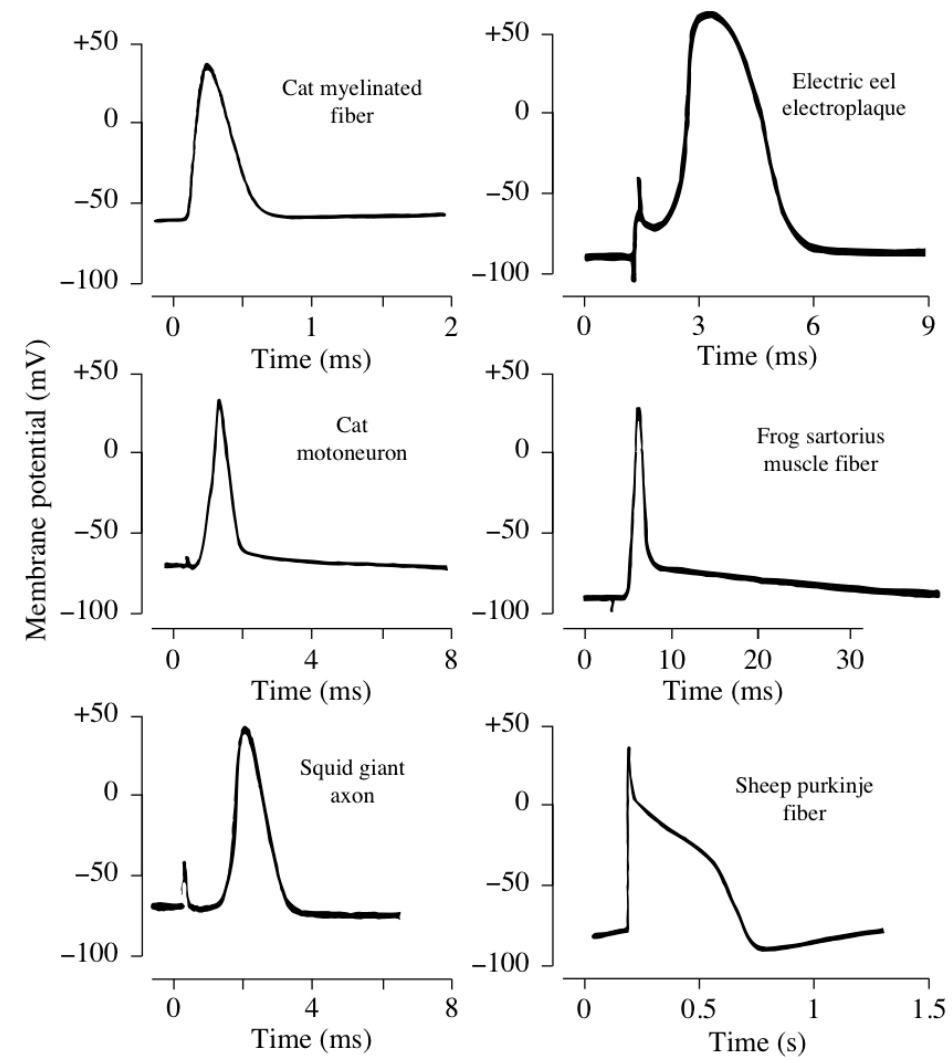 Membrane potential (mV)
+50
0
−50
−100
Cat myelinated
fiber
0
1
2
Time (ms)
+50
0
−50
−100
Electric eel
electroplaque
0
3
6
9
Time (ms)
+50
0
−50
−100
Cat
motoneuron
0
4
8
Time (ms)
+50
0
−50
−100
Frog sartorius
muscle fiber
0
10
20
30
Time (ms)
+50
0
−50
−100
Squid giant
axon
0
4
8
Time (ms)
+50
0
−50
−100
Sheep purkinje
fiber
0
0.5
1
1.5
Time (s)